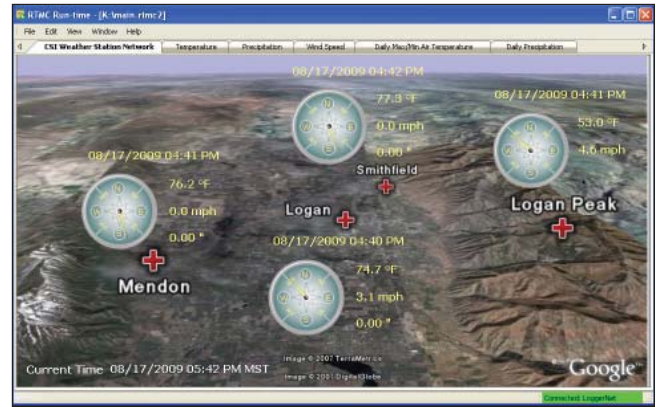 RTMC Run-time - [K:\main.rtmc2]
File Edit View Window Help
CSI Weather Station Network Temperature Precipitation Wind Speed Daily Max/Min Air Temperature Daily Precipitation
08/17/2009 04:42 PM
77.3 °F
0.0 mph
0.00 "
N
E
S
W
Smithfield
08/17/2009 04:41 PM
53.0 °F
4.6 mph
N
E
S
W
Logan Peak
08/17/2009 04:41 PM
76.2 °F
0.0 mph
0.00 "
N
E
S
W
Mendon
Logan
08/17/2009 04:40 PM
74.7 °F
3.1 mph
0.00 "
N
E
S
W
Image © 2007 TerraMetrics
Image © 2007 DigitalGlobe
Current Time 08/17/2009 05:42 PM MST
Google
Connected: LoggerNet